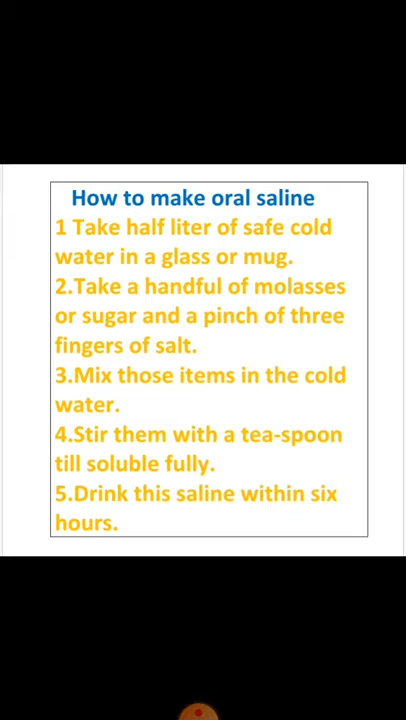 How to make oral saline
1 Take half liter of safe cold
water in a glass or mug.
2.Take a handful of molasses
or sugar and a pinch of three
fingers of salt.
3.Mix those items in the cold
water.
4.Stir them with a tea-spoon
till soluble fully.
5.Drink this saline within six
hours.